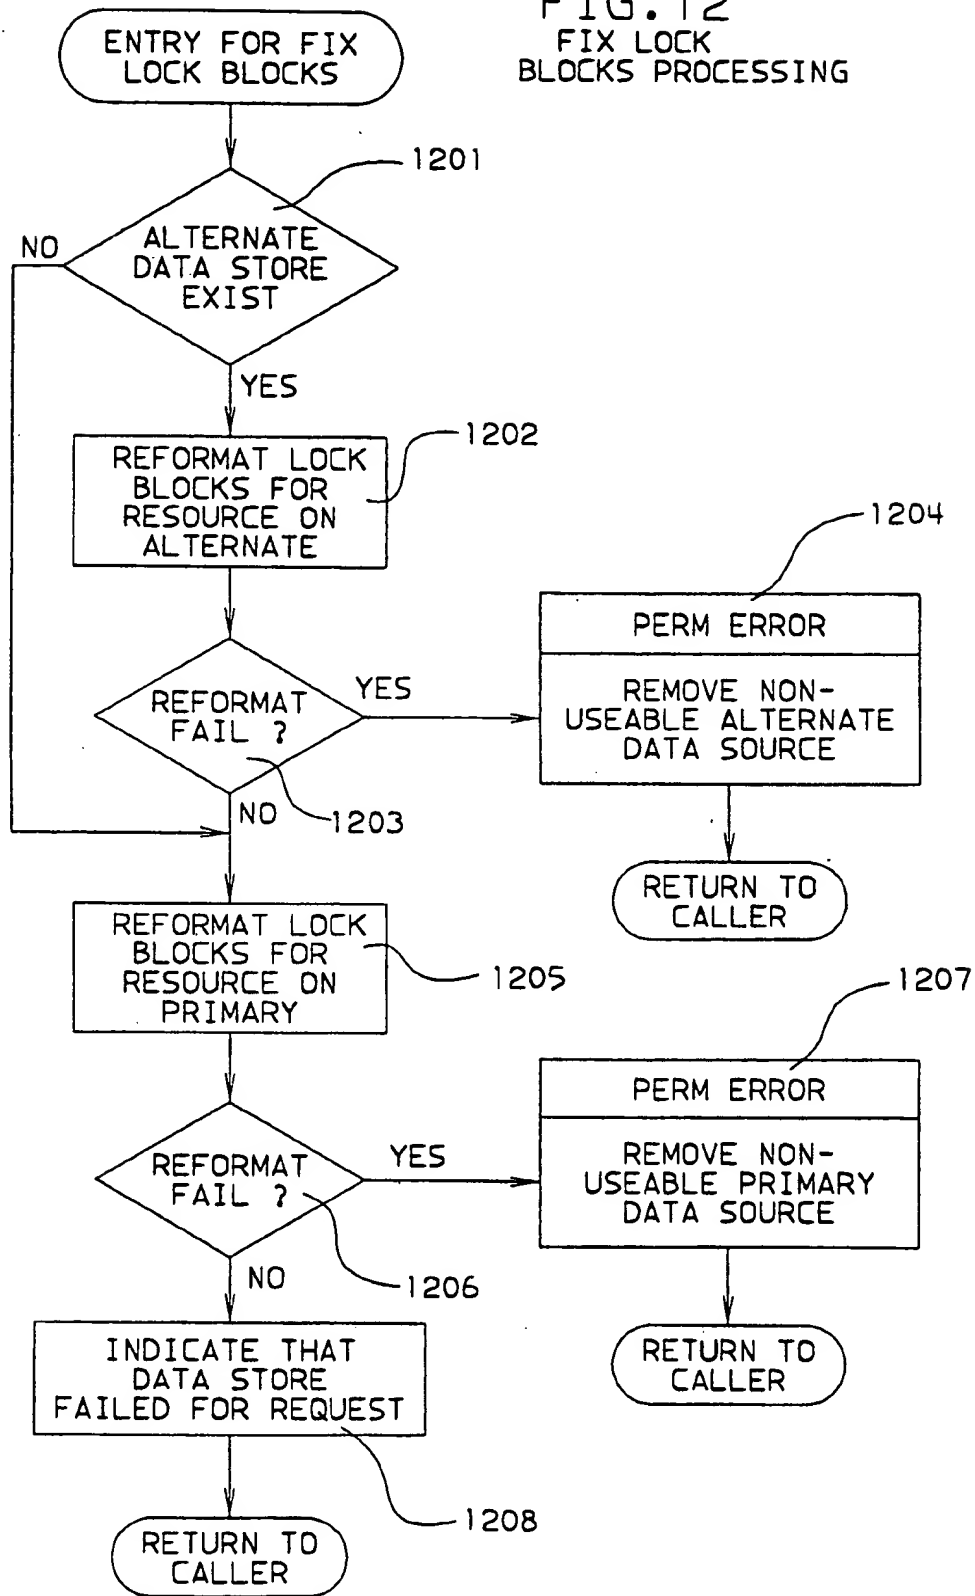 FIG.12
FIX LOCK
BLOCKS PROCESSING
ENTRY FOR FIX
LOCK BLOCKS
1201
ALTERNATE
DATA STORE
EXIST
NO
YES
1202
REFORMAT LOCK
BLOCKS FOR
RESOURCE ON
ALTERNATE
1204
PERM ERROR
REMOVE NON-
USEABLE ALTERNATE
DATA SOURCE
REFORMAT
FAIL ?
YES
NO
1203
RETURN TO
CALLER
REFORMAT LOCK
BLOCKS FOR
RESOURCE ON
PRIMARY
1205
1207
PERM ERROR
REMOVE NON-
USEABLE PRIMARY
DATA SOURCE
REFORMAT
FAIL ?
YES
NO
1206
RETURN TO
CALLER
INDICATE THAT
DATA STORE
FAILED FOR REQUEST
1208
RETURN TO
CALLER